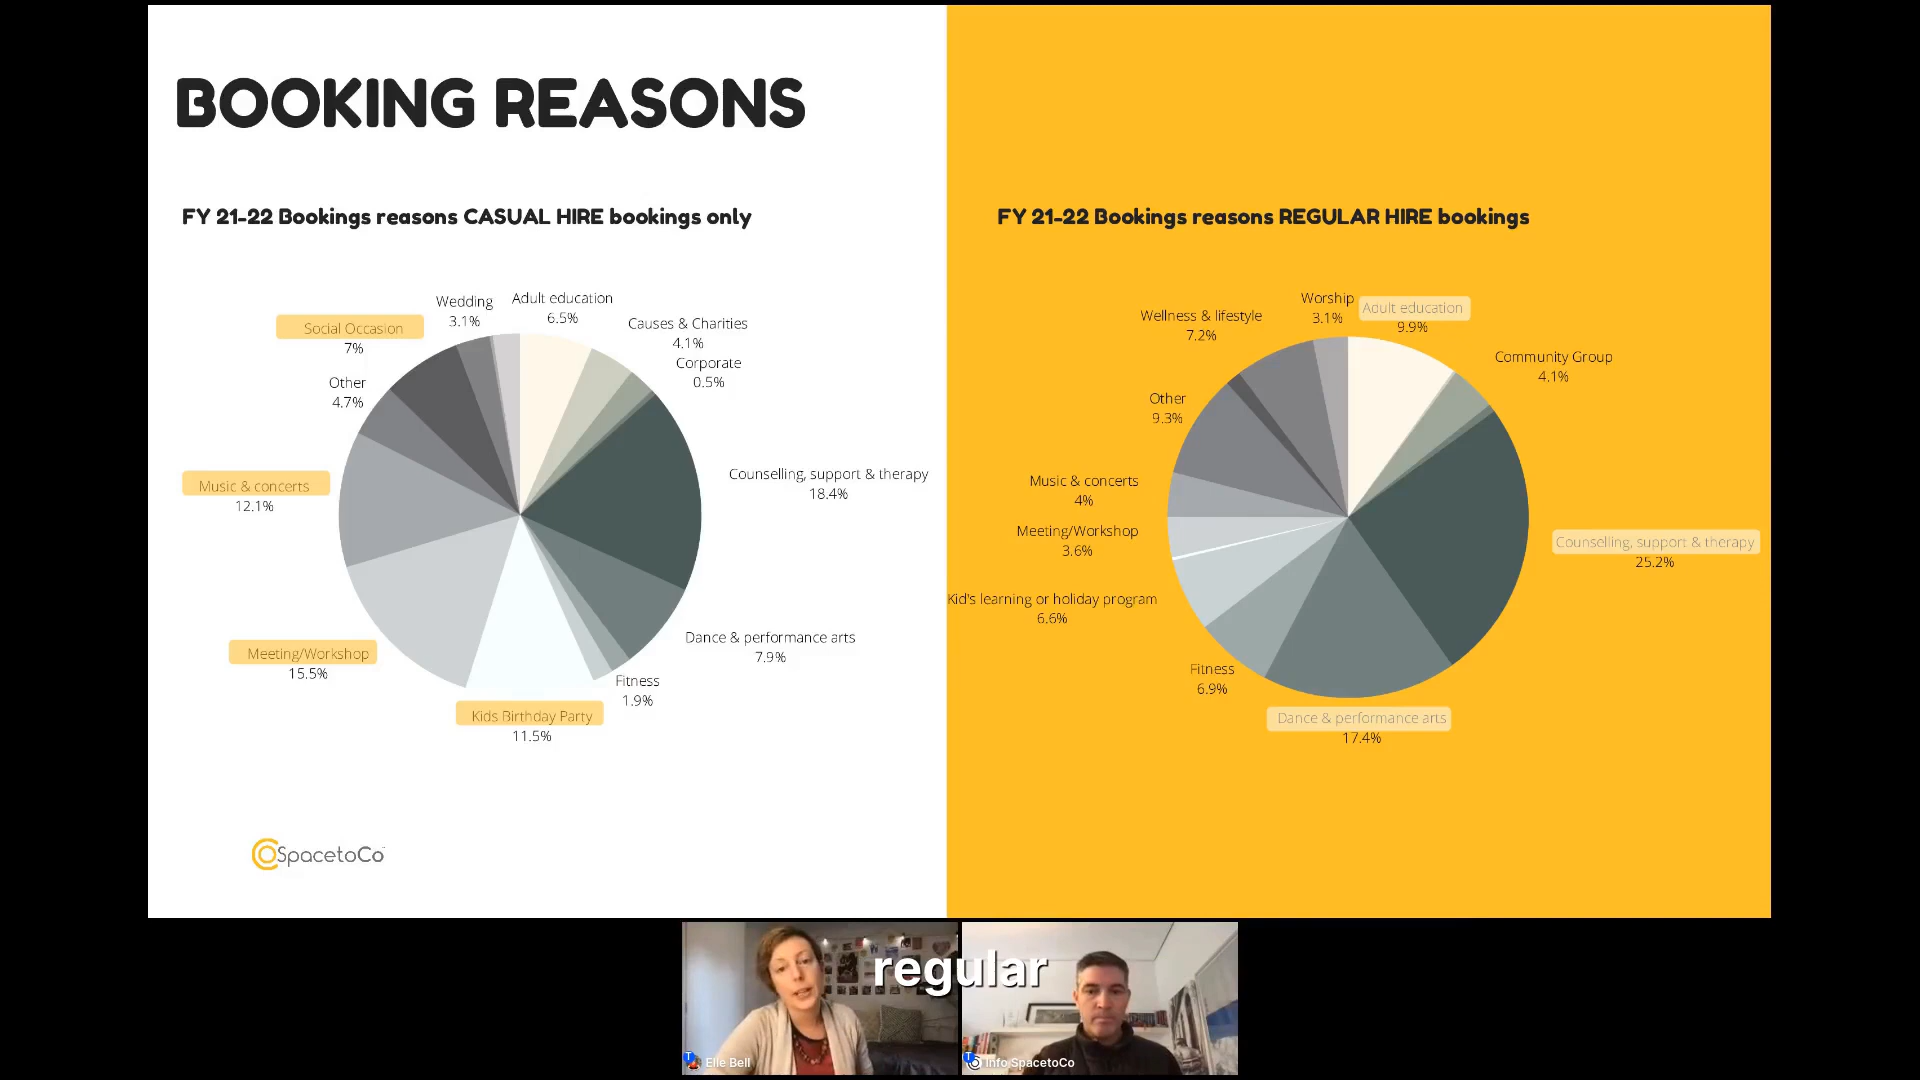 BOOKING REASONS
FY 21-22 Bookings reasons CASUAL HIRE bookings only
Wedding
3.1%
Adult education
6.5%
Social Occasion
7%
Causes & Charities
4.1%
Corporate
0.5%
Other
4.7%
Music & concerts
12.1%
Counselling, support & therapy
18.4%
Meeting/Workshop
15.5%
Dance & performance arts
7.9%
Fitness
1.9%
Kids Birthday Party
11.5%
SpacetoCo
FY 21-22 Bookings reasons REGULAR HIRE bookings
Worship
3.1%
Adult education
9.9%
Wellness & lifestyle
7.2%
Community Group
4.1%
Other
9.3%
Music & concerts
4%
Meeting/Workshop
3.6%
Counselling, support & therapy
25.2%
Kid's learning or holiday program
6.6%
Fitness
6.9%
Dance & performance arts
17.4%
regular
Elle Bell
Info SpacetoCo